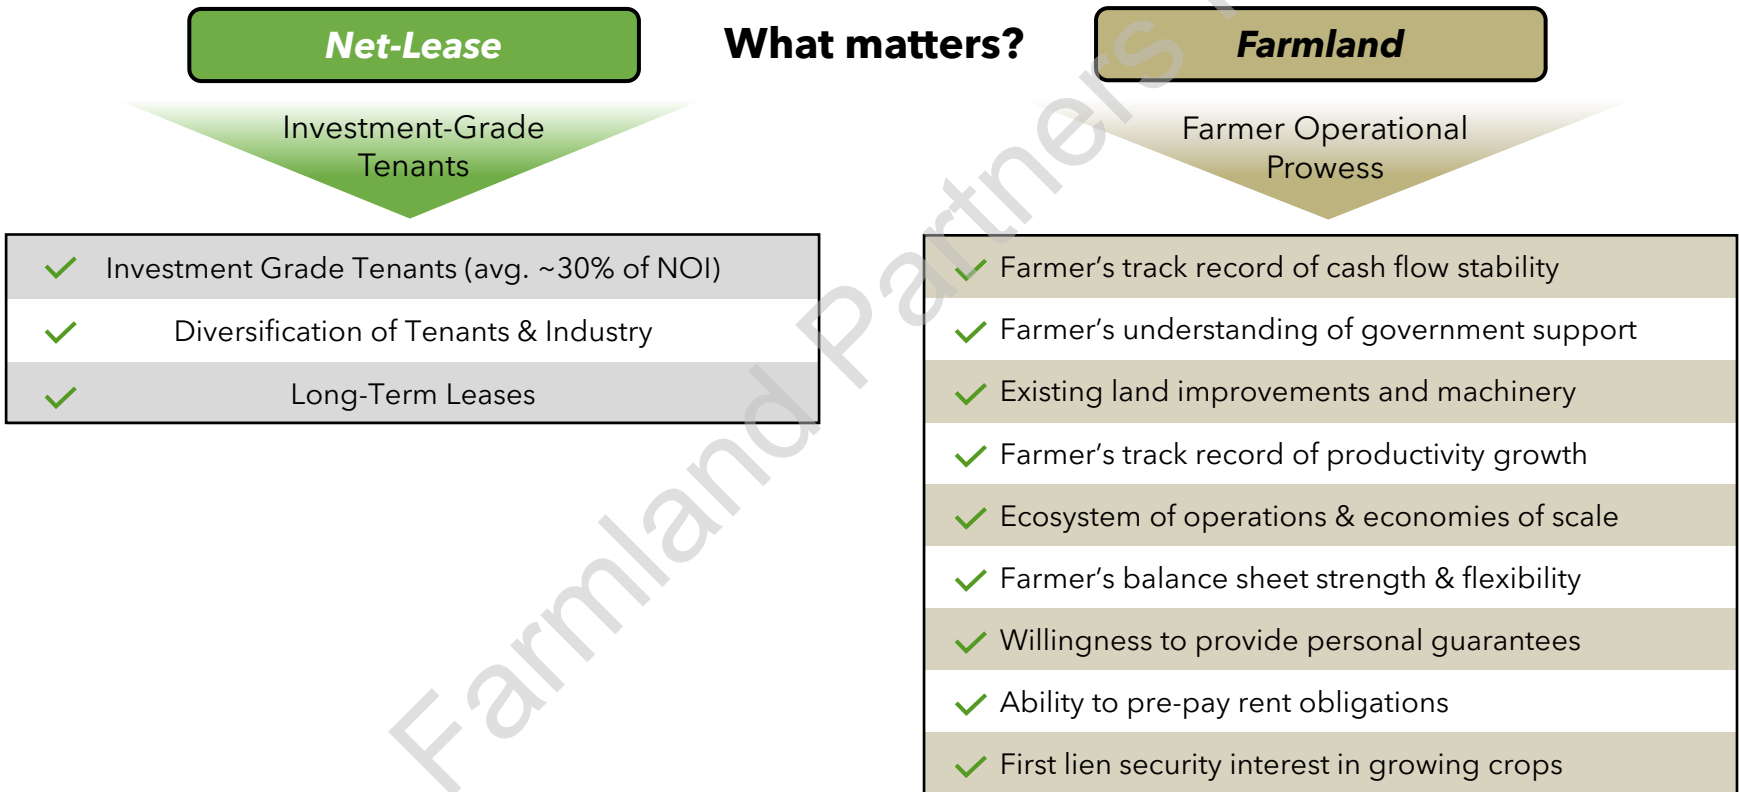 Net-Lease
What matters?
Farmland
Investment-Grade
Tenants
Investment Grade Tenants (avg. ~30% of NOI)
Diversification of Tenants & Industry
Long-Term Leases
Farmer Operational
Prowess
Farmer’s track record of cash flow stability
Farmer’s understanding of government support
Existing land improvements and machinery
Farmer’s track record of productivity growth
Ecosystem of operations & economies of scale
Farmer’s balance sheet strength & flexibility
Willingness to provide personal guarantees
Ability to pre-pay rent obligations
First lien security interest in growing crops
Farmland Partners